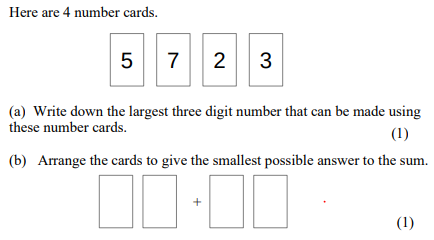 Here are 4 number cards.
5 7 2 3
(a) Write down the largest three digit number that can be made using
these number cards.
(1)
(b) Arrange the cards to give the smallest possible answer to the sum.
+
(1)